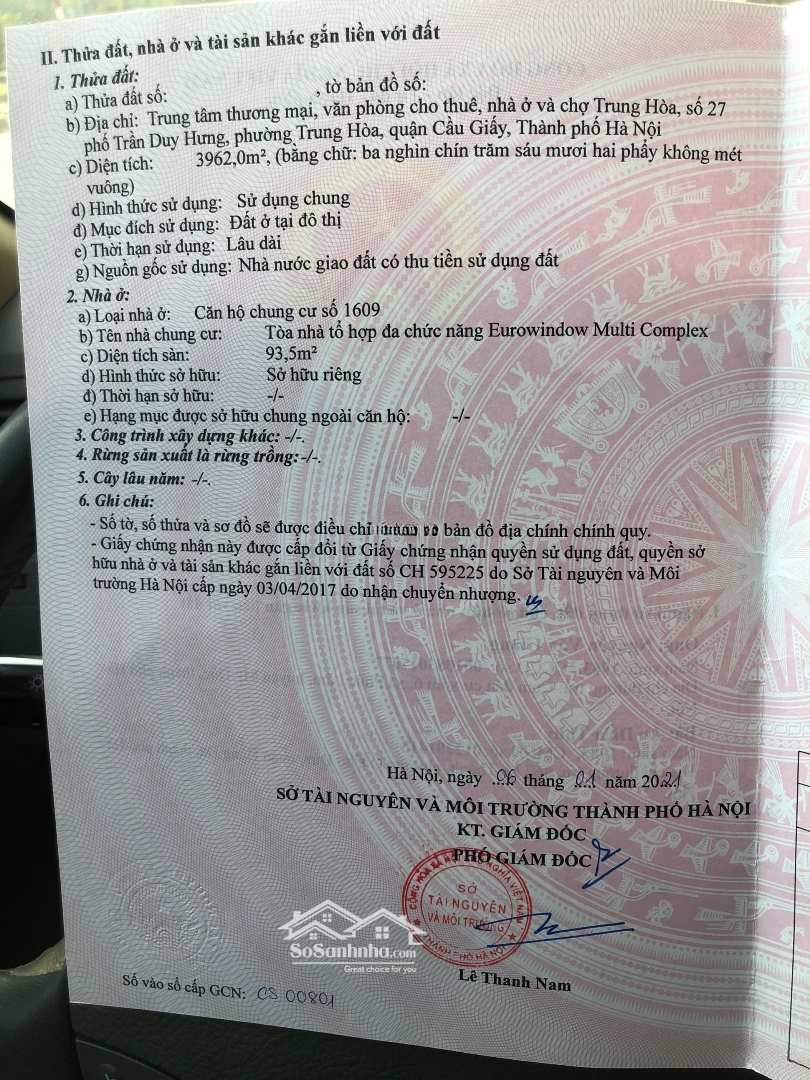 II. Thửa đất, nhà ở và tài sản khác gắn liền với đất
1. Thửa đất:
a) Thửa đất số: , tờ bản đồ số:
b) Địa chỉ: Trung tâm thương mại, văn phòng cho thuê, nhà ở và chợ Trung Hòa, số 27
phố Trần Duy Hưng, phường Trung Hòa, quận Cầu Giấy, Thành phố Hà Nội
c) Diện tích: 3962,0m², (bằng chữ: ba nghìn chín trăm sáu mươi hai phẩy không mét
vuông)
d) Hình thức sử dụng: Sử dụng chung
đ) Mục đích sử dụng: Đất ở tại đô thị
e) Thời hạn sử dụng: Lâu dài
g) Nguồn gốc sử dụng: Nhà nước giao đất có thu tiền sử dụng đất
2. Nhà ở:
a) Loại nhà ở: Căn hộ chung cư số 1609
b) Tên nhà chung cư: Tòa nhà tổ hợp đa chức năng Eurowindow Multi Complex
c) Diện tích sàn: 93,5m²
d) Hình thức sở hữu: Sở hữu riêng
đ) Thời hạn sở hữu: -/-
e) Hạng mục được sở hữu chung ngoài căn hộ: -/-
3. Công trình xây dựng khác: -/-.
4. Rừng sản xuất là rừng trồng: -/-.
5. Cây lâu năm: -/-.
6. Ghi chú:
- Số tờ, số thửa và sơ đồ sẽ được điều chỉ bản đồ địa chính chính quy.
- Giấy chứng nhận này được cấp đổi từ Giấy chứng nhận quyền sử dụng đất, quyền sở
hữu nhà ở và tài sản khác gắn liền với đất số CH 595225 do Sở Tài nguyên và Môi
trường Hà Nội cấp ngày 03/04/2017 do nhận chuyển nhượng.
Hà Nội, ngày 06 tháng 01 năm 2021
SỞ TÀI NGUYÊN VÀ MÔI TRƯỜNG THÀNH PHỐ HÀ NỘI
KT. GIÁM ĐỐC
PHÓ GIÁM ĐỐC
SỞ
TÀI NGUYÊN
VÀ MÔI TRƯỜNG
THÀNH PHỐ HÀ NỘI
SoSanhnha.com
Great choice for you
Lê Thanh Nam
Số vào sổ cấp GCN: CS 00801